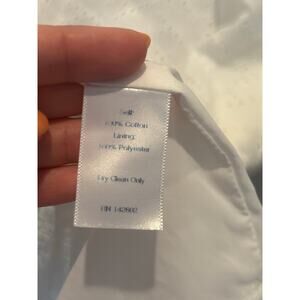 Self:
100% Cotton
Lining:
100% Polyester
Dry Clean Only
RN 142802